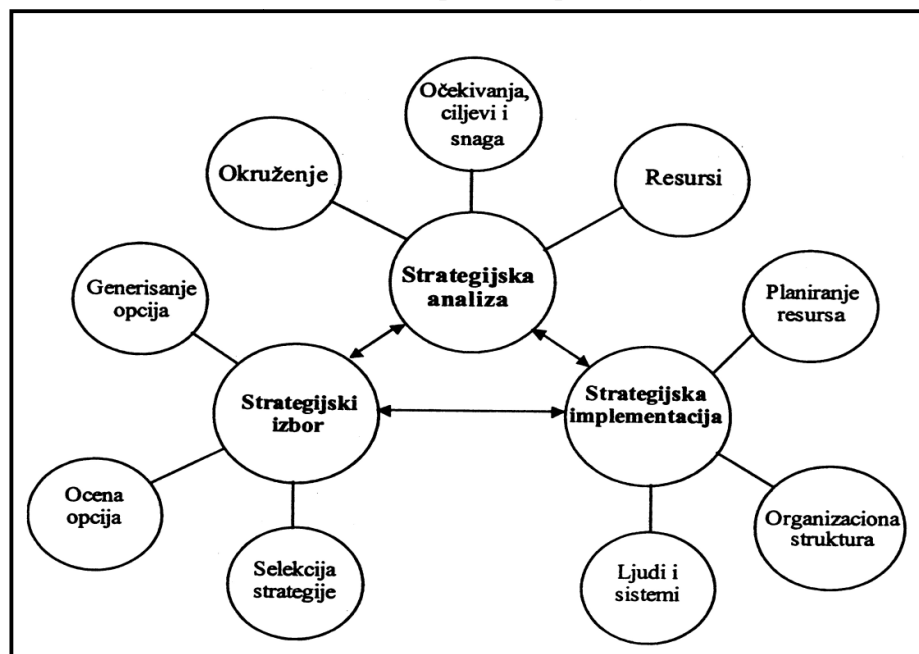 Očekivanja,
ciljevi i
snaga
Okruženje
Resursi
Strategijska
analiza
Generisanje
opcija
Planiranje
resursa
Strategijski
izbor
Strategijska
implementacija
Ocena
opcija
Organizaciona
struktura
Selekcija
strategije
Ljudi i
sistemi